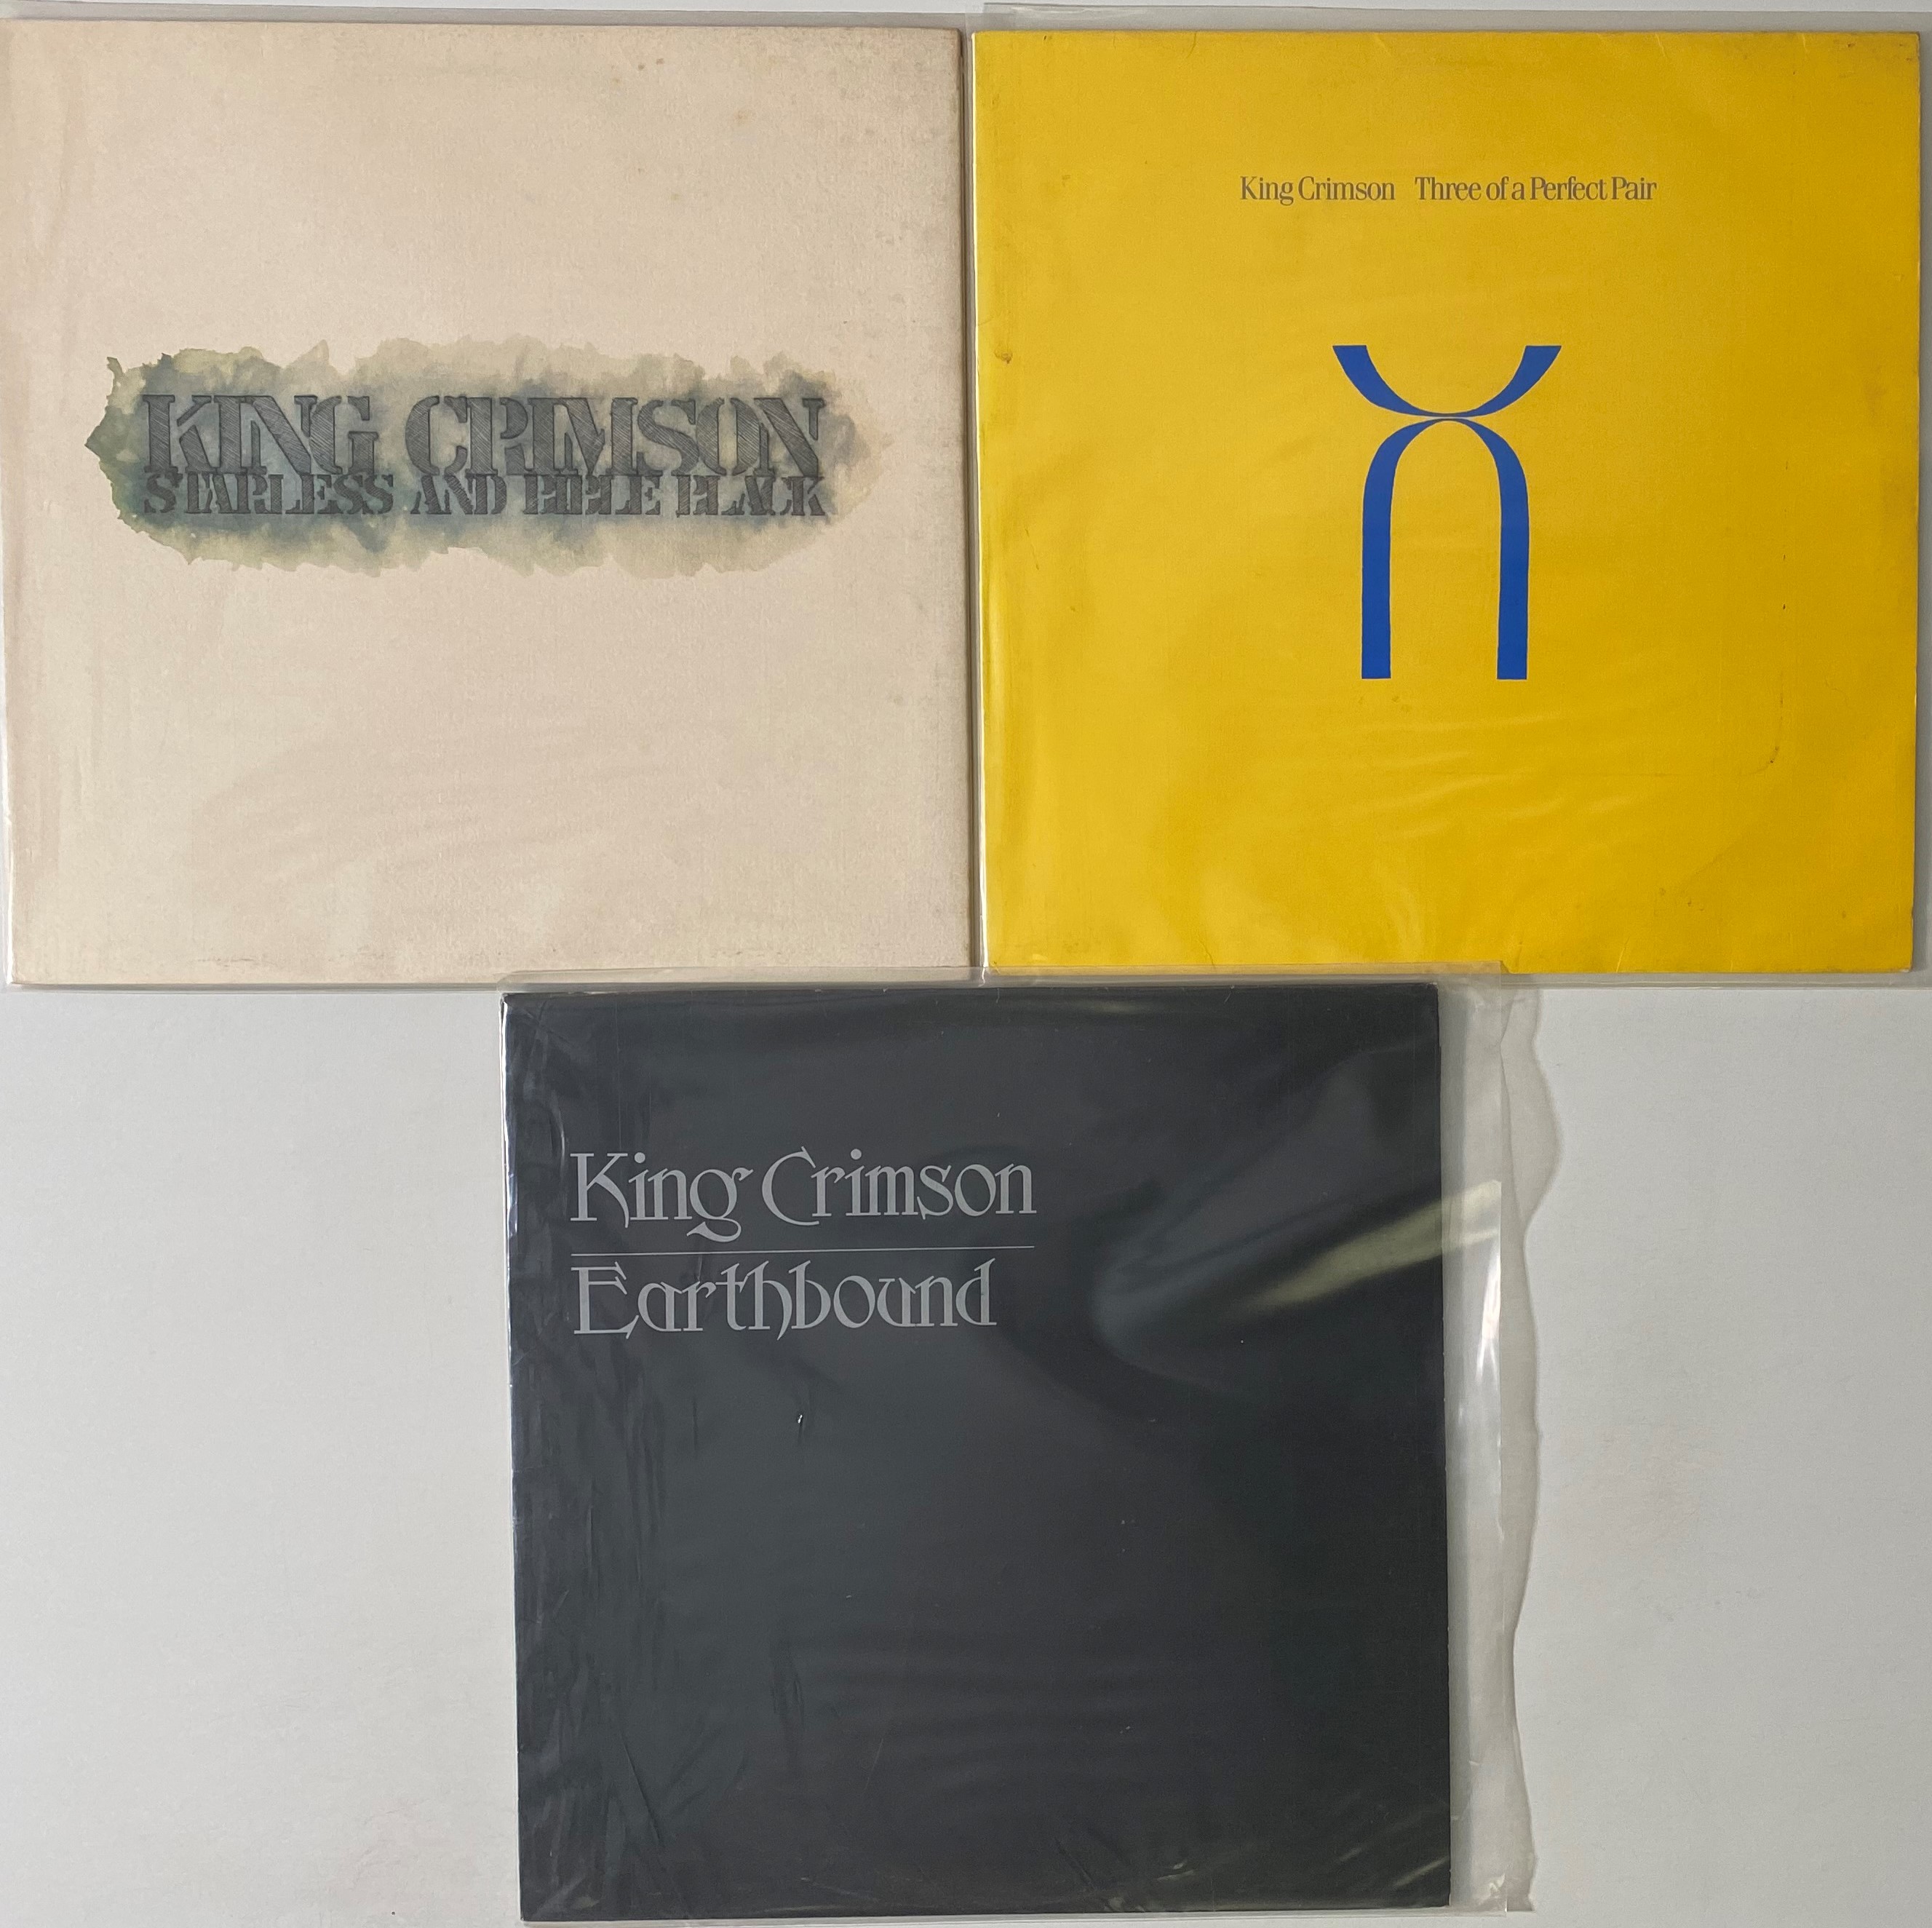 KING CRIMSON
STARLESS AND BIBLE BLACK
King Crimson Three of a Perfect Pair
King Crimson
Earthbound